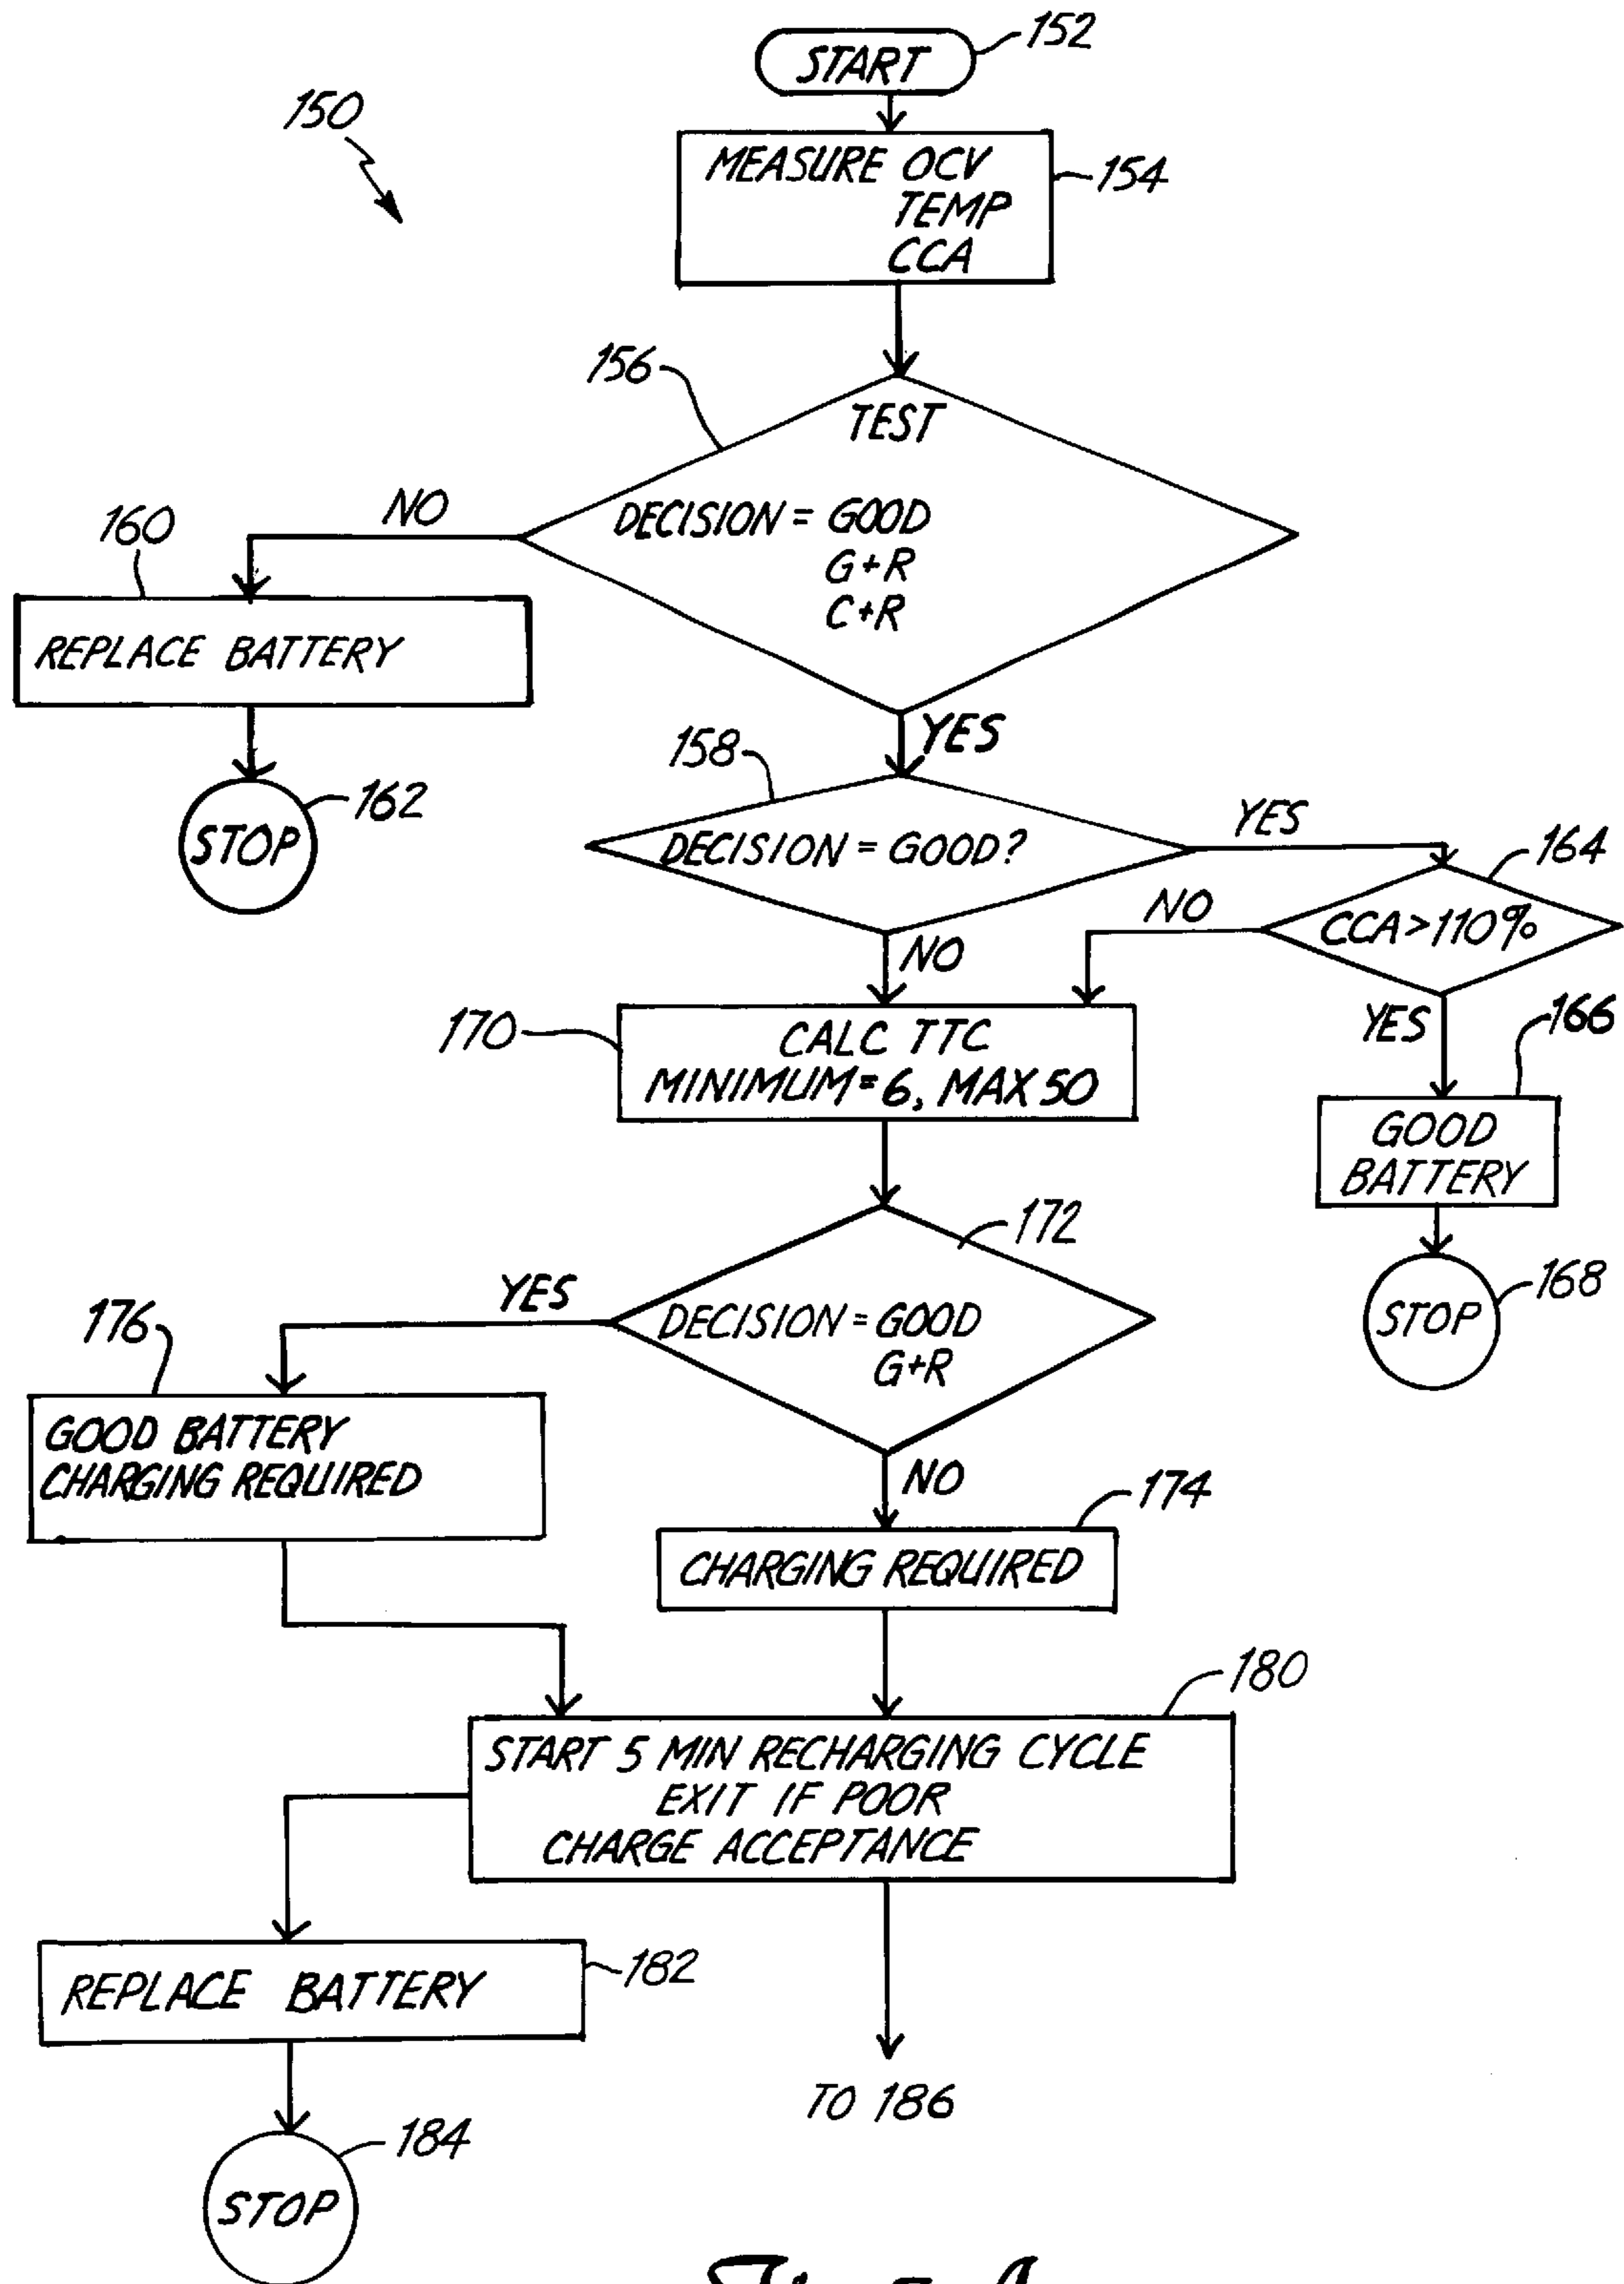 START
152
150
MEASURE OCV
TEMP
CCA
154
156
TEST
DECISION = GOOD
G+R
C+R
NO
160
REPLACE BATTERY
YES
158
162
STOP
DECISION = GOOD?
YES
164
NO
CCA>110%
NO
170
CALC TTC
MINIMUM=6, MAX 50
YES
166
GOOD
BATTERY
172
168
STOP
YES
176
DECISION = GOOD
G+R
GOOD BATTERY
CHARGING REQUIRED
NO
174
CHARGING REQUIRED
180
START 5 MIN RECHARGING CYCLE
EXIT IF POOR
CHARGE ACCEPTANCE
182
REPLACE BATTERY
TO 186
184
STOP